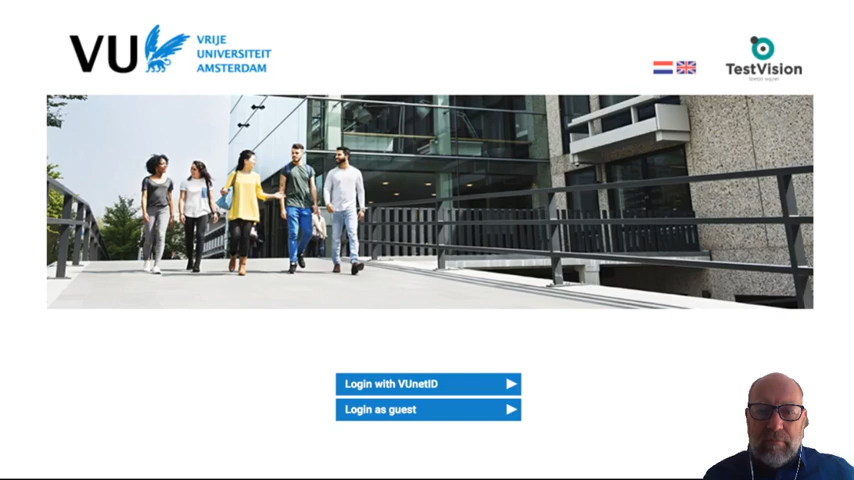 VU
VRIJE
UNIVERSITEIT
AMSTERDAM
TestVision
Login with VUnetID
Login as guest